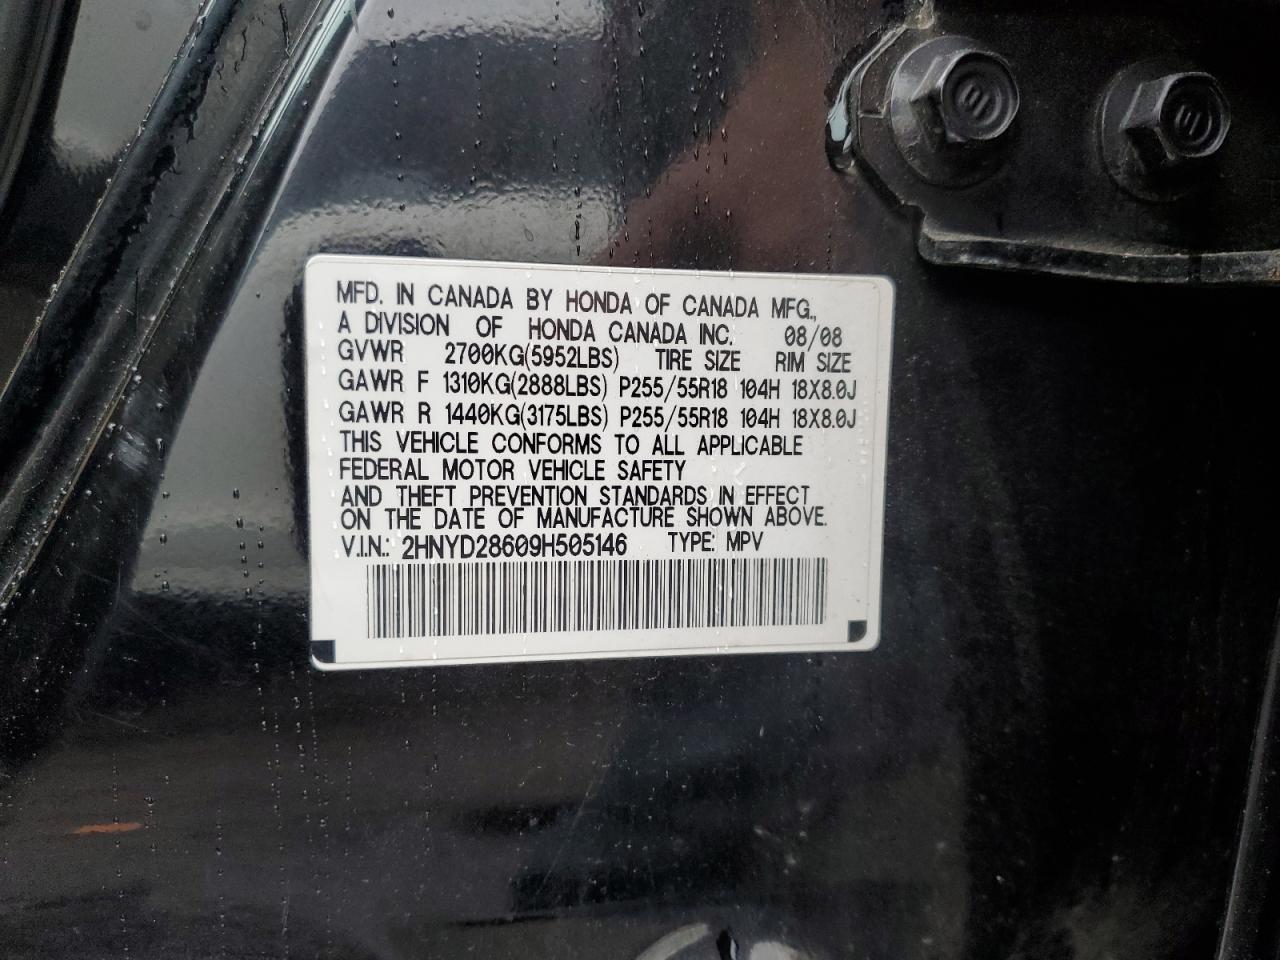 MFD. IN CANADA BY HONDA OF CANADA MFG.,
A DIVISION OF HONDA CANADA INC. 08/08
GVWR 2700KG(5952LBS) TIRE SIZE RIM SIZE
GAWR F 1310KG(2888LBS) P255/55R18 104H 18X8.0J
GAWR R 1440KG(3175LBS) P255/55R18 104H 18X8.0J
THIS VEHICLE CONFORMS TO ALL APPLICABLE
FEDERAL MOTOR VEHICLE SAFETY
AND THEFT PREVENTION STANDARDS IN EFFECT
ON THE DATE OF MANUFACTURE SHOWN ABOVE.
V.I.N.: 2HNYD28609H505146 TYPE: MPV